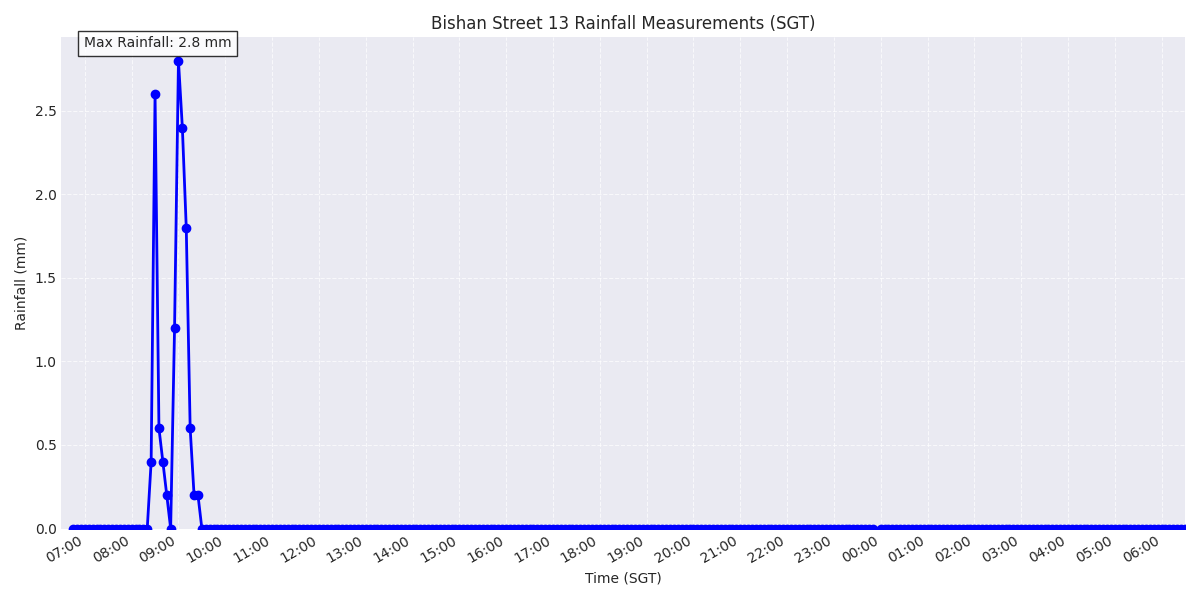 Bishan Street 13 Rainfall Measurements (SGT)
Max Rainfall: 2.8 mm
Rainfall (mm)
2.5
2.0
1.5
1.0
0.5
0.0
07:00 08:00 09:00 10:00 11:00 12:00 13:00 14:00 15:00 16:00 17:00 18:00 19:00 20:00 21:00 22:00 23:00 00:00 01:00 02:00 03:00 04:00 05:00 06:00
Time (SGT)